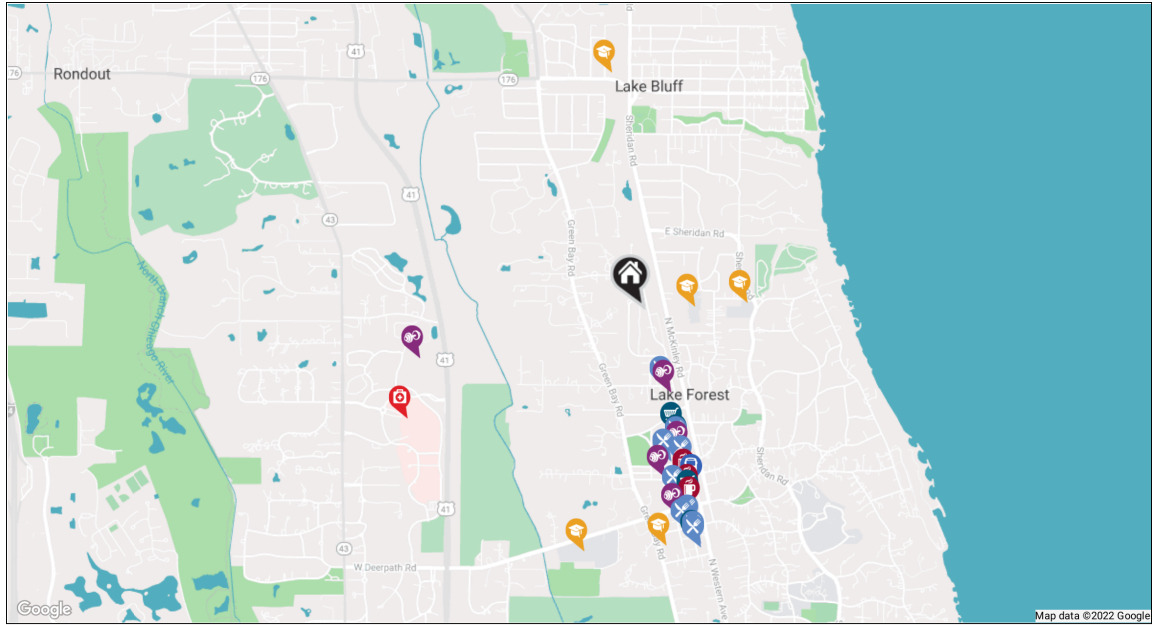 Rondout
76
176
41
176
Lake Bluff
Sheridan Rd
41
43
Green Bay Rd
E Sheridan Rd
North Branch Chicago River
N McKinley Rd
41
Green Bay Rd
Lake Forest
Sheridan Rd
41
43
W Deerpath Rd
N Western Ave
Google
Map data ©2022 Google